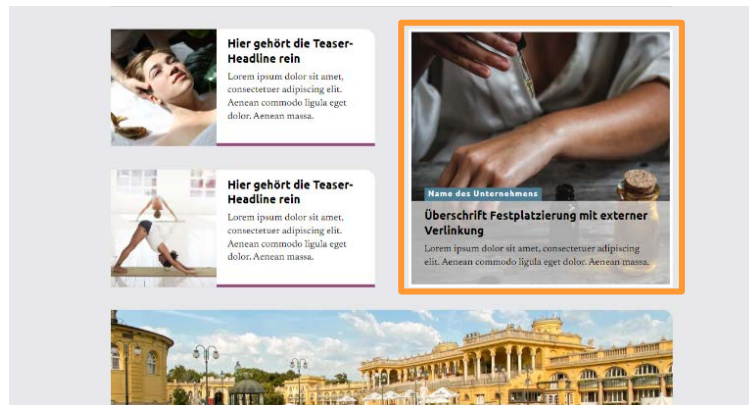 Hier gehört die Teaser-
Headline rein
Lorem ipsum dolor sit amet,
consectetuer adipiscing elit.
Aenean commodo ligula eget
dolor. Aenean massa.
Hier gehört die Teaser-
Headline rein
Lorem ipsum dolor sit amet,
consectetuer adipiscing elit.
Aenean commodo ligula eget
dolor. Aenean massa.
Name des Unternehmens
Überschrift Festplatzierung mit externer
Verlinkung
Lorem ipsum dolor sit amet, consectetuer adipiscing
elit. Aenean commodo ligula eget dolor. Aenean massa.